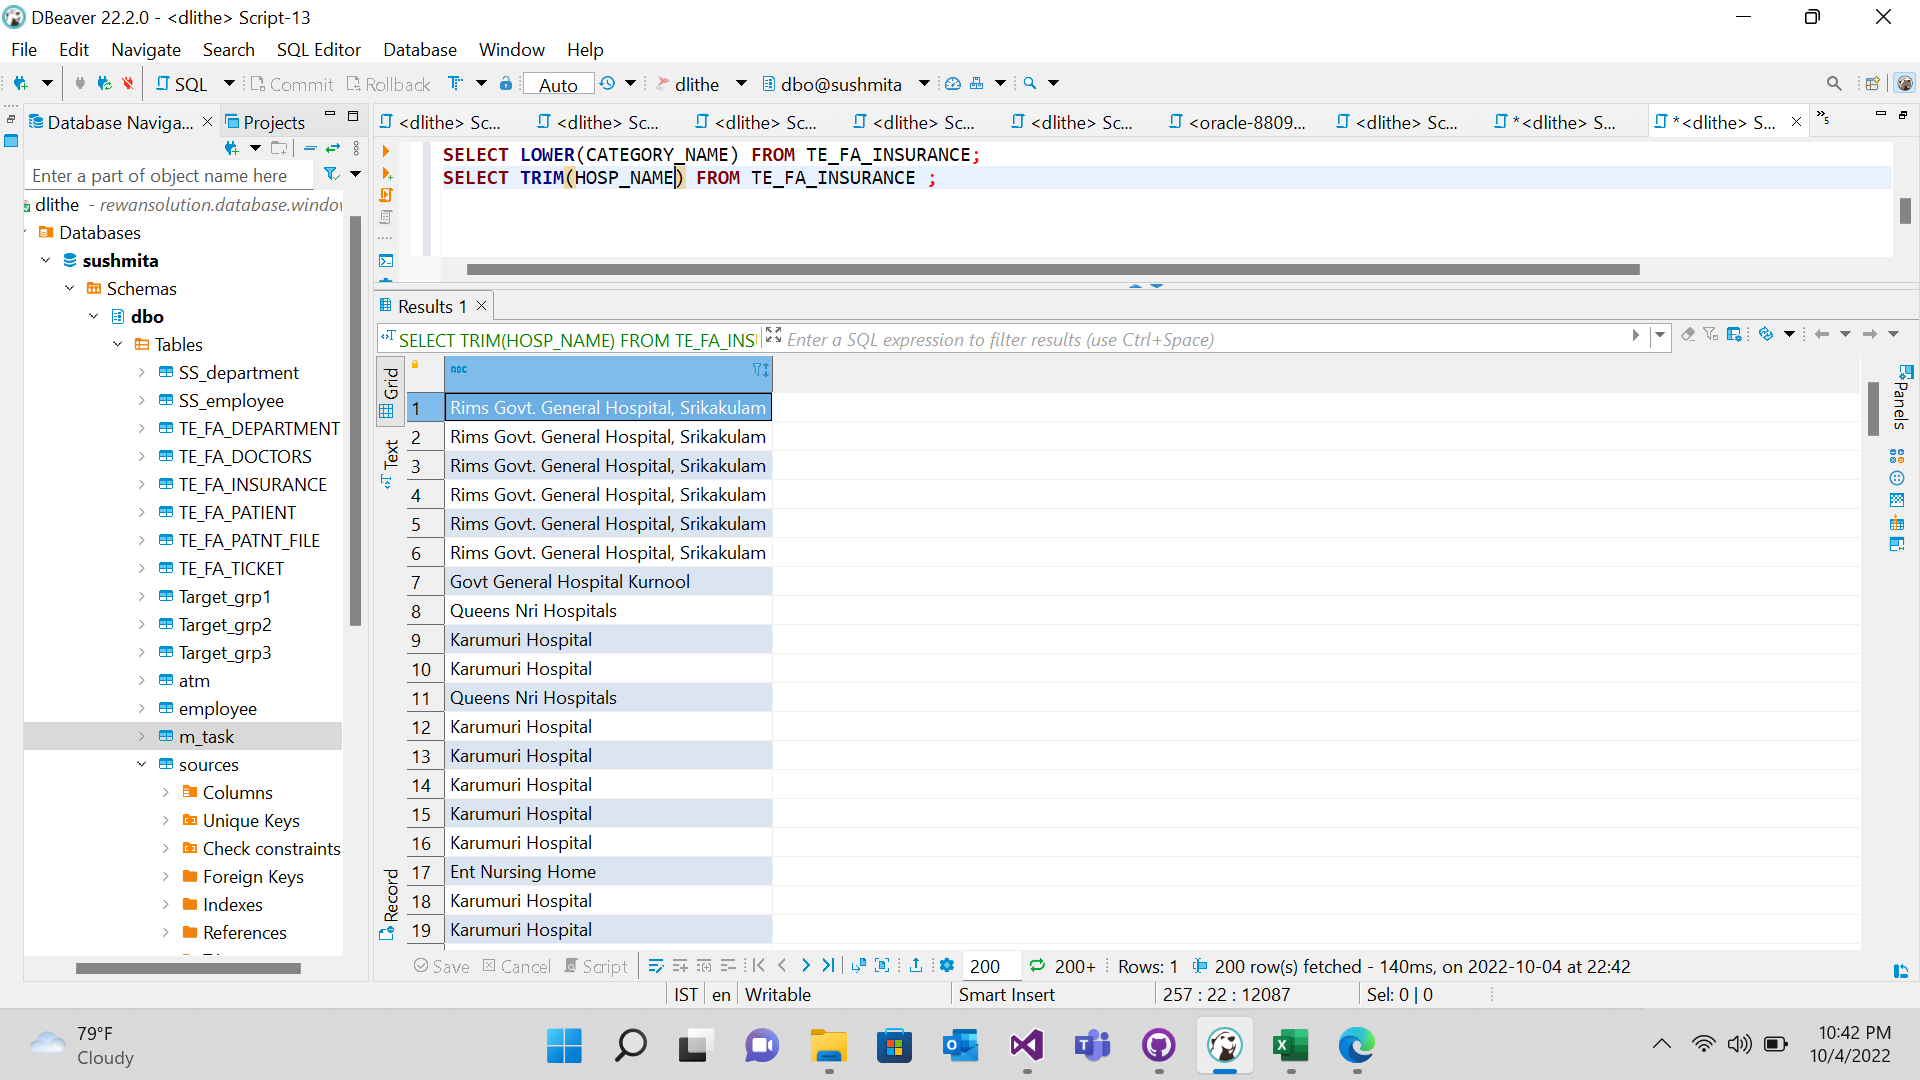 DBeaver 22.2.0 - <dlithe> Script-13
File Edit Navigate Search SQL Editor Database Window Help
SQL Commit Rollback Auto dlithe dbo@sushmita
Database Naviga... Projects
<dlithe> Sc... <dlithe> Sc... <dlithe> Sc... <dlithe> Sc... <dlithe> Sc... <oracle-8809... <dlithe> Sc... *<dlithe> S... *<dlithe> S... »5
Enter a part of object name here
dlithe - rewansolution.database.window
Databases
sushmita
Schemas
dbo
Tables
SS_department
SS_employee
TE_FA_DEPARTMENT
TE_FA_DOCTORS
TE_FA_INSURANCE
TE_FA_PATIENT
TE_FA_PATNT_FILE
TE_FA_TICKET
Target_grp1
Target_grp2
Target_grp3
atm
employee
m_task
sources
Columns
Unique Keys
Check constraints
Foreign Keys
Indexes
References
SELECT LOWER(CATEGORY_NAME) FROM TE_FA_INSURANCE;
SELECT TRIM(HOSP_NAME) FROM TE_FA_INSURANCE ;
Results 1
SELECT TRIM(HOSP_NAME) FROM TE_FA_INS
Enter a SQL expression to filter results (use Ctrl+Space)
Grid
Text
Record
Panels
ABC
1 Rims Govt. General Hospital, Srikakulam
2 Rims Govt. General Hospital, Srikakulam
3 Rims Govt. General Hospital, Srikakulam
4 Rims Govt. General Hospital, Srikakulam
5 Rims Govt. General Hospital, Srikakulam
6 Rims Govt. General Hospital, Srikakulam
7 Govt General Hospital Kurnool
8 Queens Nri Hospitals
9 Karumuri Hospital
10 Karumuri Hospital
11 Queens Nri Hospitals
12 Karumuri Hospital
13 Karumuri Hospital
14 Karumuri Hospital
15 Karumuri Hospital
16 Karumuri Hospital
17 Ent Nursing Home
18 Karumuri Hospital
19 Karumuri Hospital
Save Cancel Script 200 200+ Rows: 1 200 row(s) fetched - 140ms, on 2022-10-04 at 22:42
IST en Writable Smart Insert 257 : 22 : 12087 Sel: 0 | 0
79°F
Cloudy
10:42 PM
10/4/2022